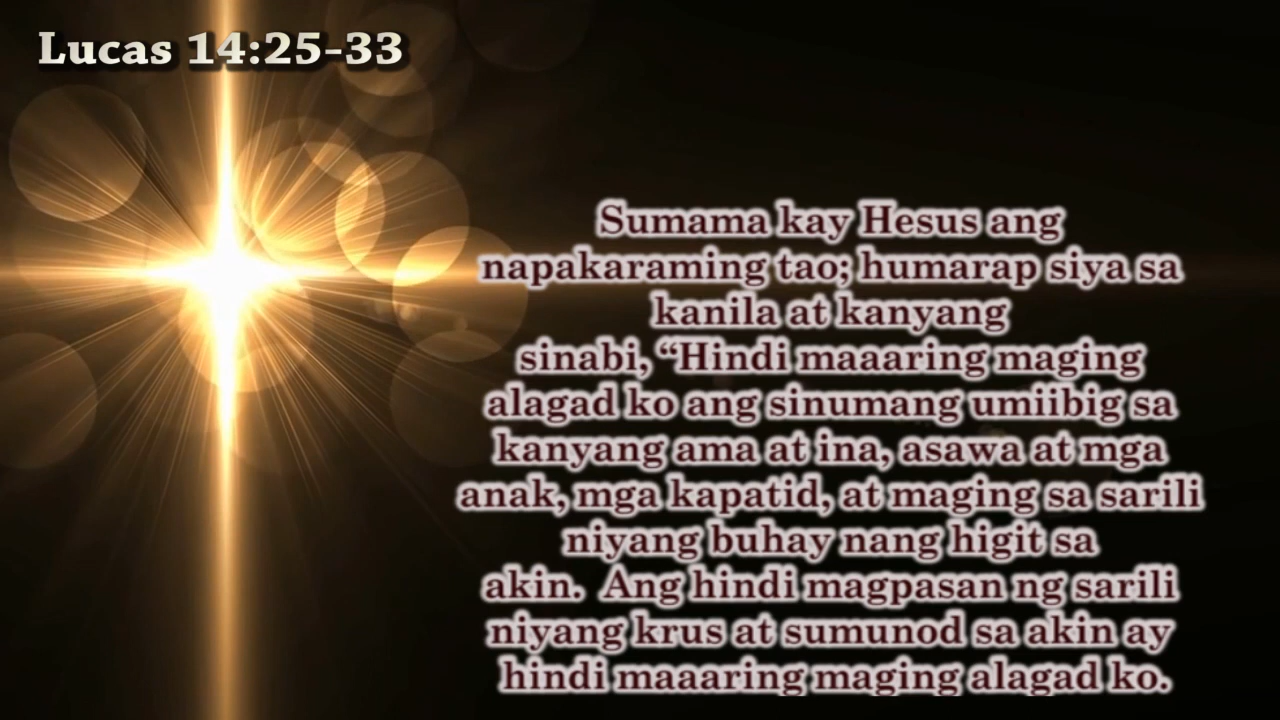 Lucas 14:25-33
Sumama kay Hesus ang
napakaraming tao; humarap siya sa
kanila at kanyang
sinabi, “Hindi maaaring maging
alagad ko ang sinumang umiibig sa
kanyang ama at ina, asawa at mga
anak, mga kapatid, at maging sa sarili
niyang buhay nang higit sa
akin.  Ang hindi magpasan ng sarili
niyang krus at sumunod sa akin ay
hindi maaaring maging alagad ko.